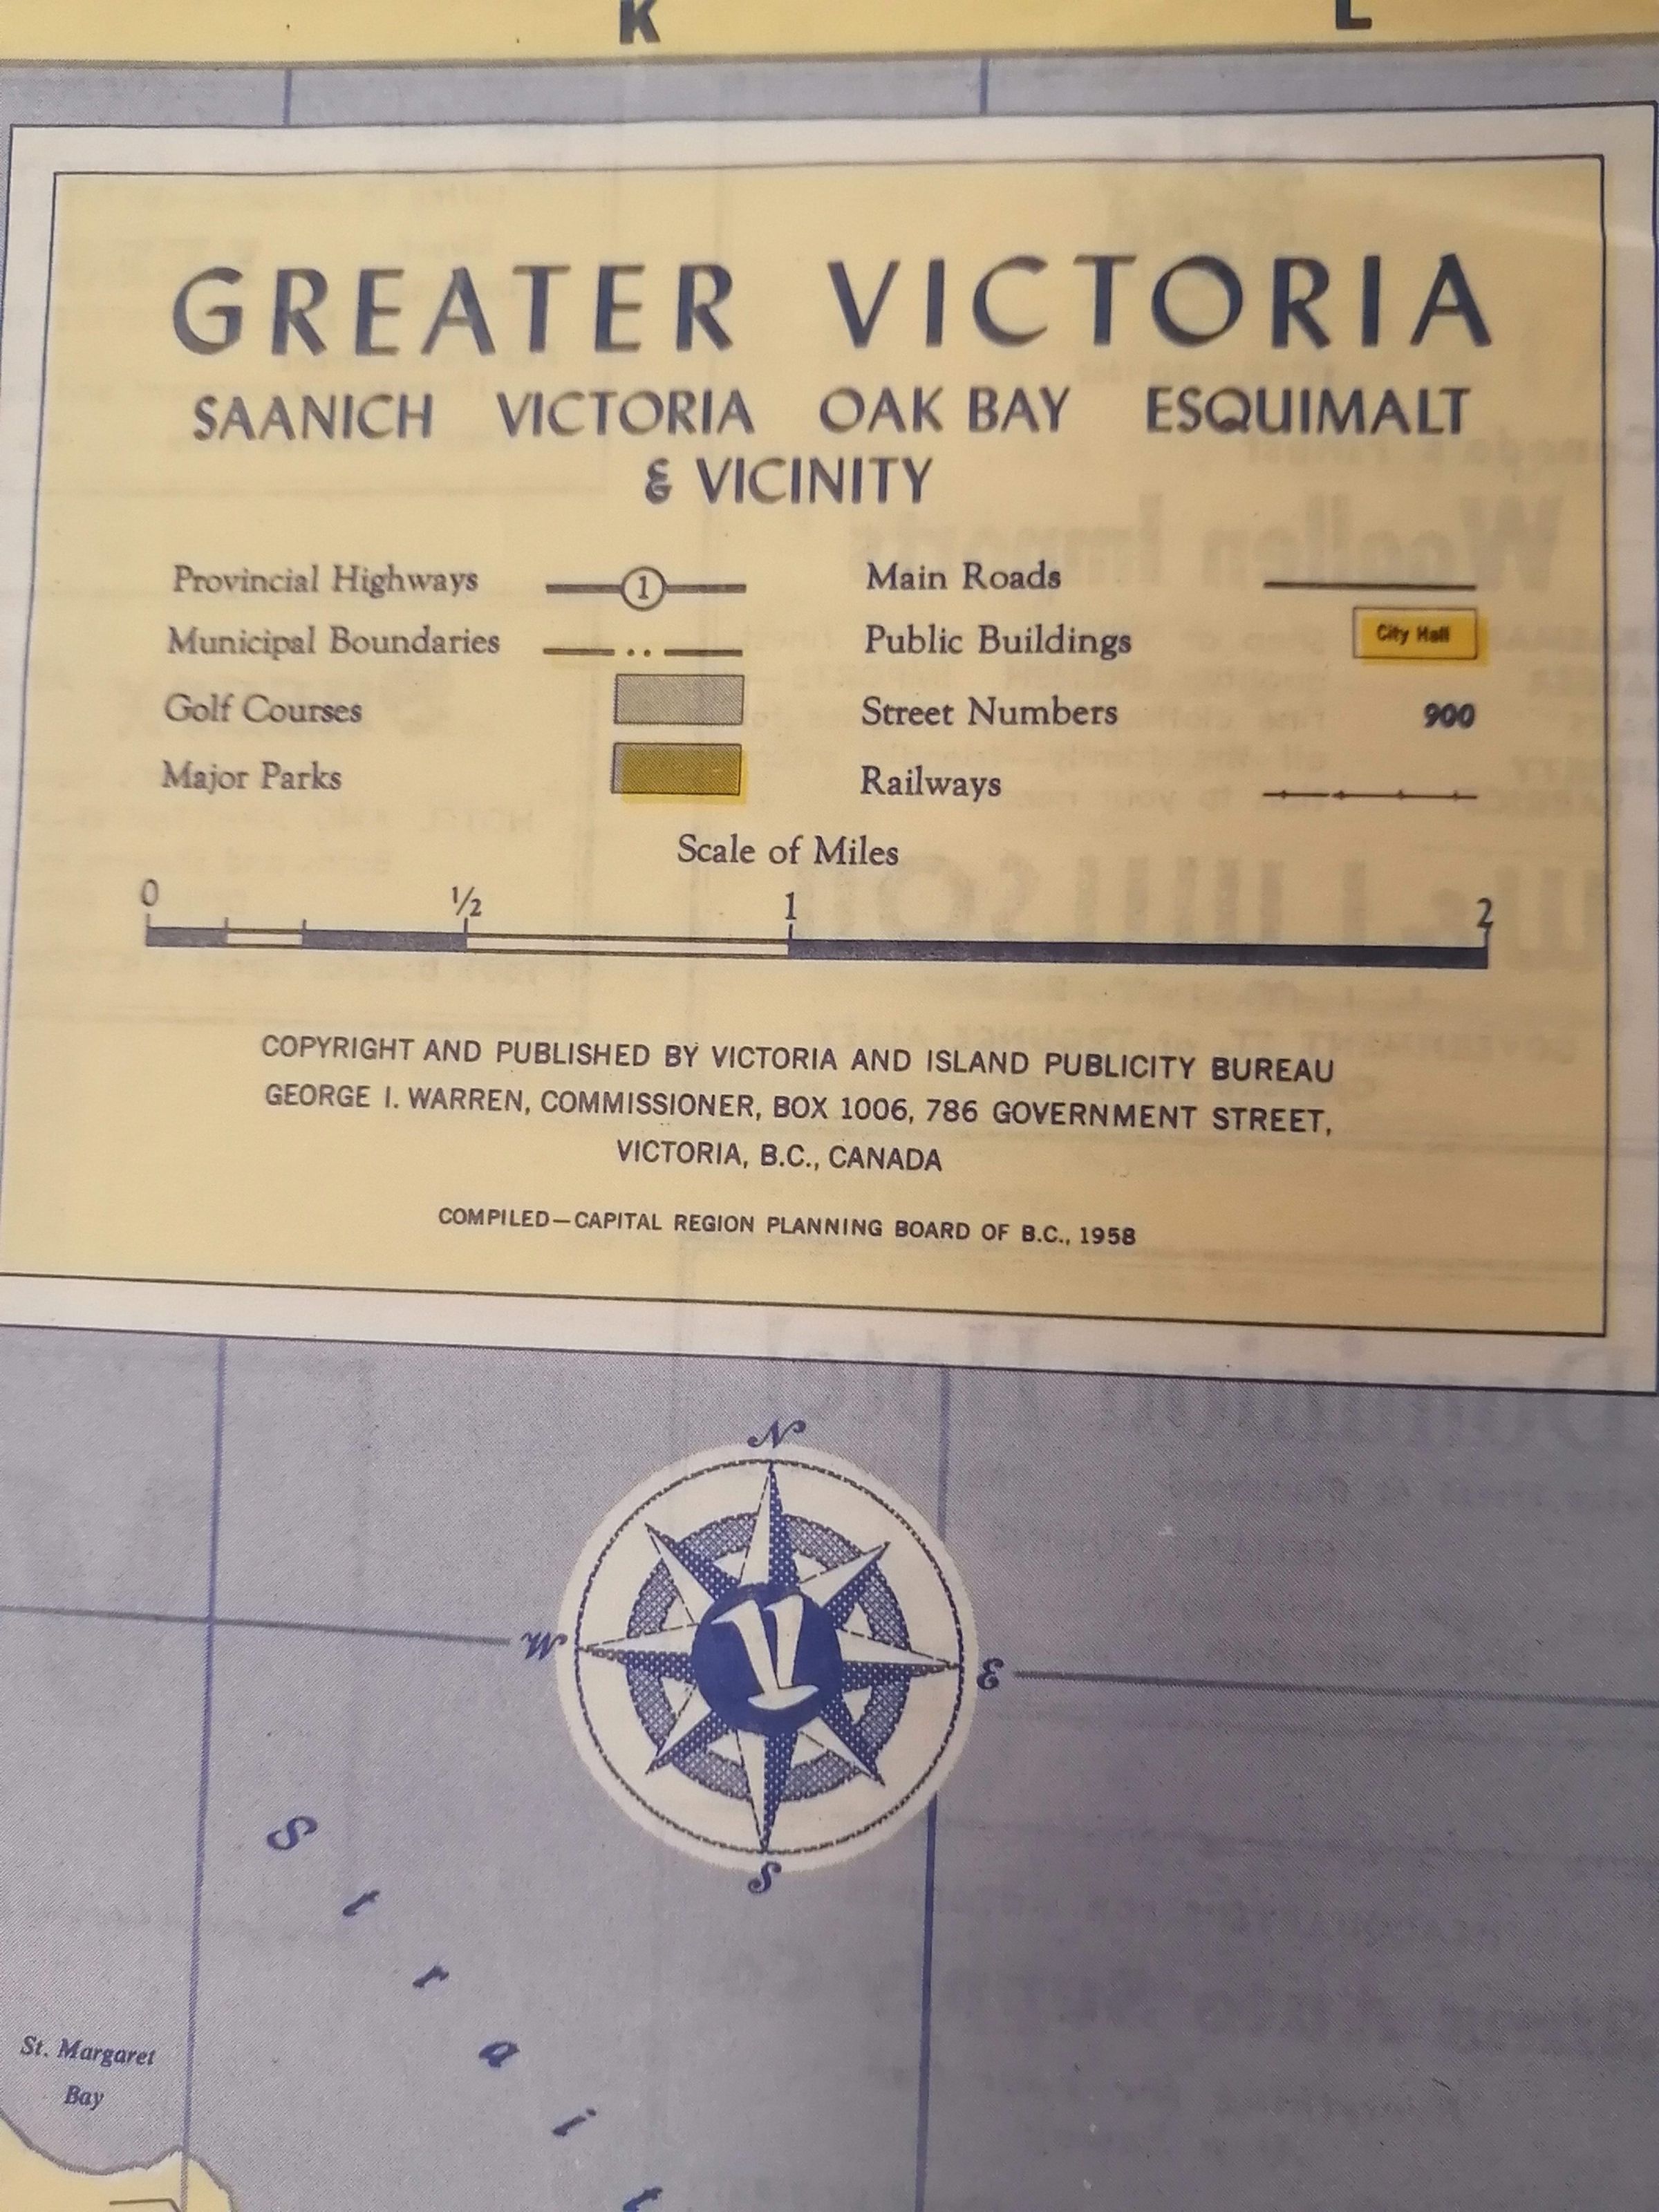 K L
GREATER VICTORIA
SAANICH VICTORIA OAK BAY ESQUIMALT
& VICINITY
Provincial Highways 1 Main Roads
Municipal Boundaries Public Buildings City Hall
Golf Courses Street Numbers 900
Major Parks Railways
Scale of Miles
0 ½ 1 2
COPYRIGHT AND PUBLISHED BY VICTORIA AND ISLAND PUBLICITY BUREAU
GEORGE I. WARREN, COMMISSIONER, BOX 1006, 786 GOVERNMENT STREET,
VICTORIA, B.C., CANADA
COMPILED—CAPITAL REGION PLANNING BOARD OF B.C., 1958
N
W V E
S
Strait
St. Margaret
Bay